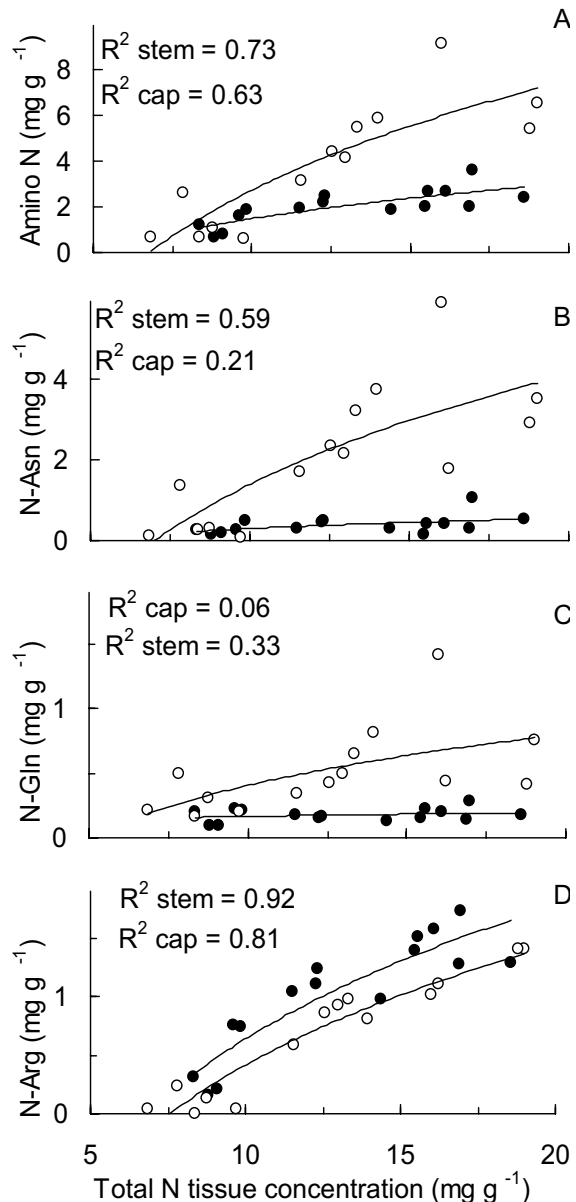 A
R² stem = 0.73
R² cap = 0.63
8
6
4
2
0
Amino N (mg g ⁻¹)
B
R² stem = 0.59
R² cap = 0.21
4
2
0
N-Asn (mg g ⁻¹)
C
R² cap = 0.06
R² stem = 0.33
1
0
N-Gln (mg g ⁻¹)
D
R² stem = 0.92
R² cap = 0.81
1
0
N-Arg (mg g ⁻¹)
5 10 15 20
Total N tissue concentration (mg g ⁻¹)